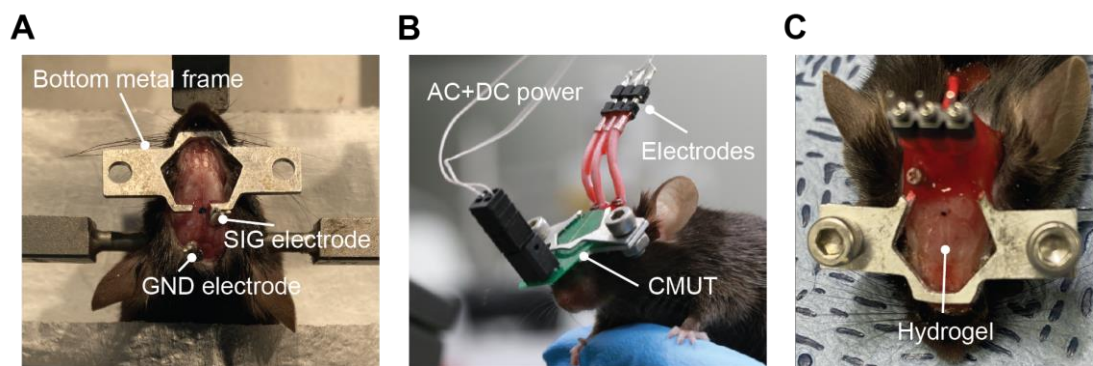 A
Bottom metal frame
SIG electrode
GND electrode
B
AC+DC power
Electrodes
CMUT
C
Hydrogel